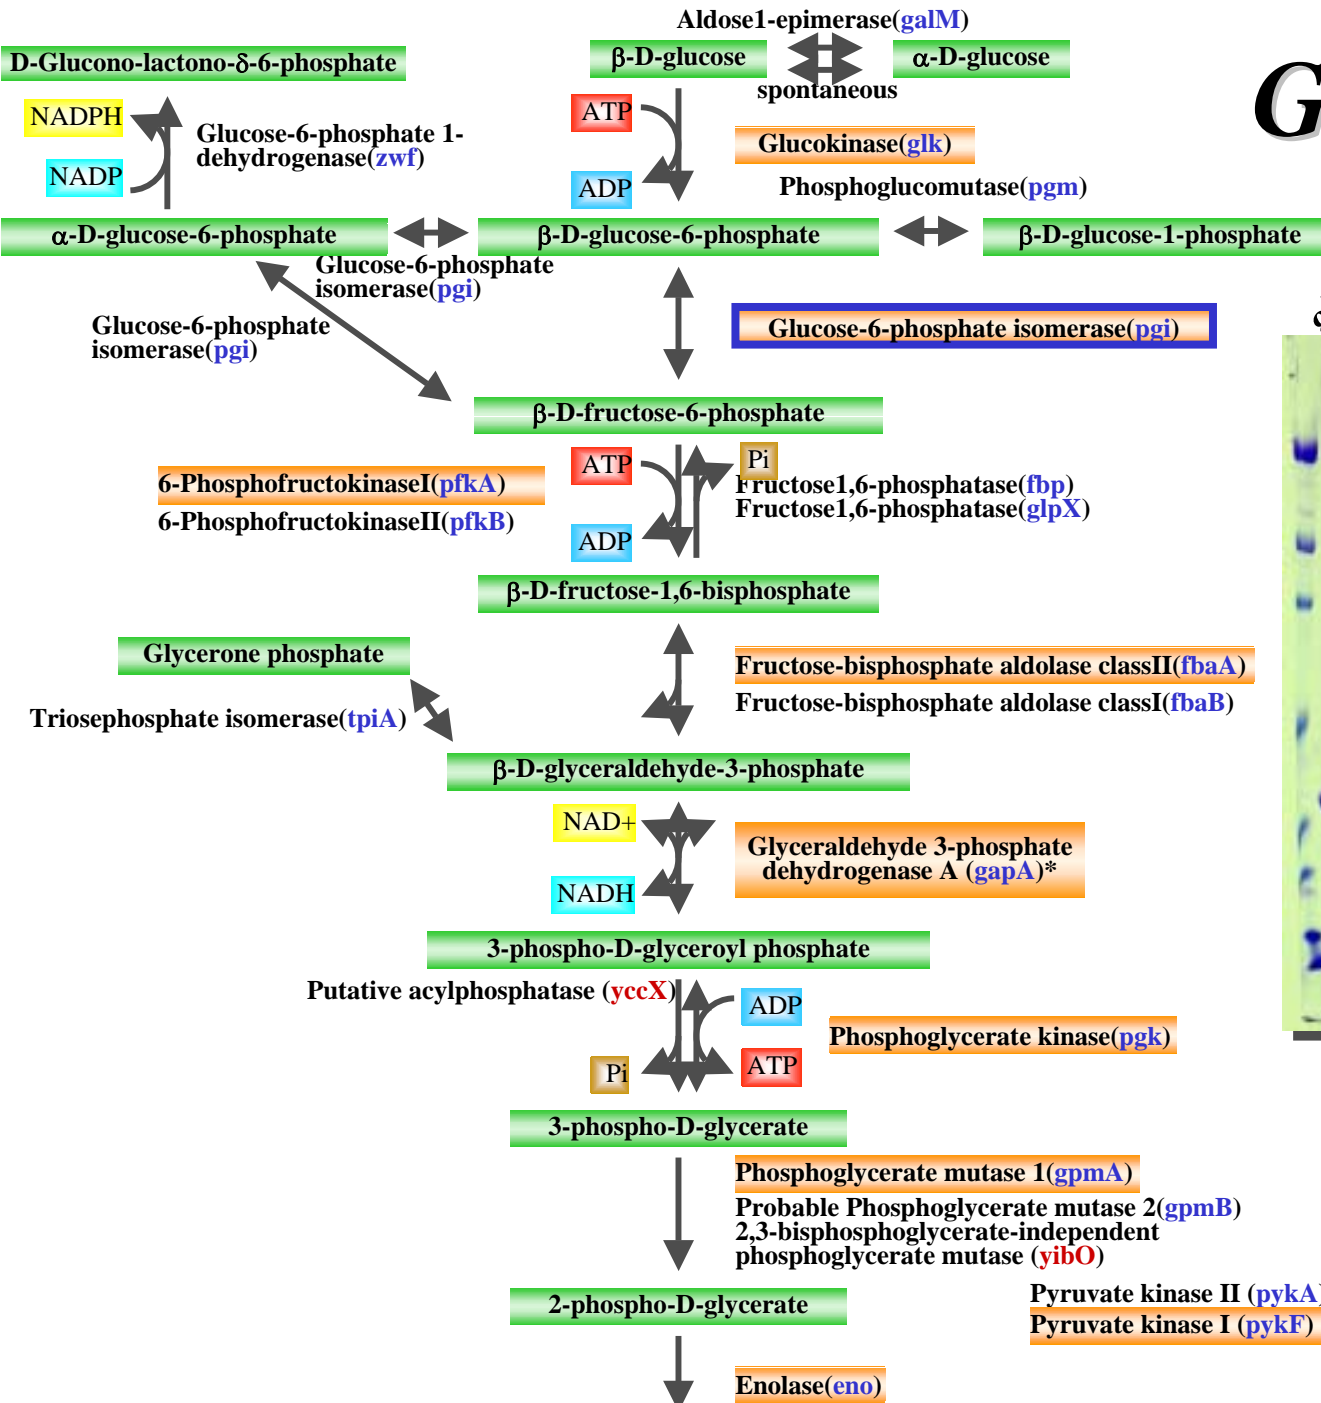 Aldose1-epimerase(galM)
D-Glucono-lactono-δ-6-phosphate
β-D-glucose
α-D-glucose
spontaneous
G
NADPH
ATP
Glucose-6-phosphate 1-
dehydrogenase(zwf)
Glucokinase(glk)
NADP
ADP
Phosphoglucomutase(pgm)
α-D-glucose-6-phosphate
β-D-glucose-6-phosphate
β-D-glucose-1-phosphate
Glucose-6-phosphate
isomerase(pgi)
Glucose-6-phosphate
isomerase(pgi)
Glucose-6-phosphate isomerase(pgi)
β-D-fructose-6-phosphate
ATP
Pi
6-PhosphofructokinaseI(pfkA)
6-PhosphofructokinaseII(pfkB)
Fructose1,6-phosphatase(fbp)
Fructose1,6-phosphatase(glpX)
ADP
β-D-fructose-1,6-bisphosphate
Glycerone phosphate
Fructose-bisphosphate aldolase classII(fbaA)
Fructose-bisphosphate aldolase classI(fbaB)
Triosephosphate isomerase(tpiA)
β-D-glyceraldehyde-3-phosphate
NAD+
Glyceraldehyde 3-phosphate
dehydrogenase A (gapA)*
NADH
3-phospho-D-glyceroyl phosphate
Putative acylphosphatase (yccX)
ADP
Phosphoglycerate kinase(pgk)
Pi
ATP
3-phospho-D-glycerate
Phosphoglycerate mutase 1(gpmA)
Probable Phosphoglycerate mutase 2(gpmB)
2,3-bisphosphoglycerate-independent
phosphoglycerate mutase (yibO)
2-phospho-D-glycerate
Pyruvate kinase II (pykA)
Pyruvate kinase I (pykF)
Enolase(eno)